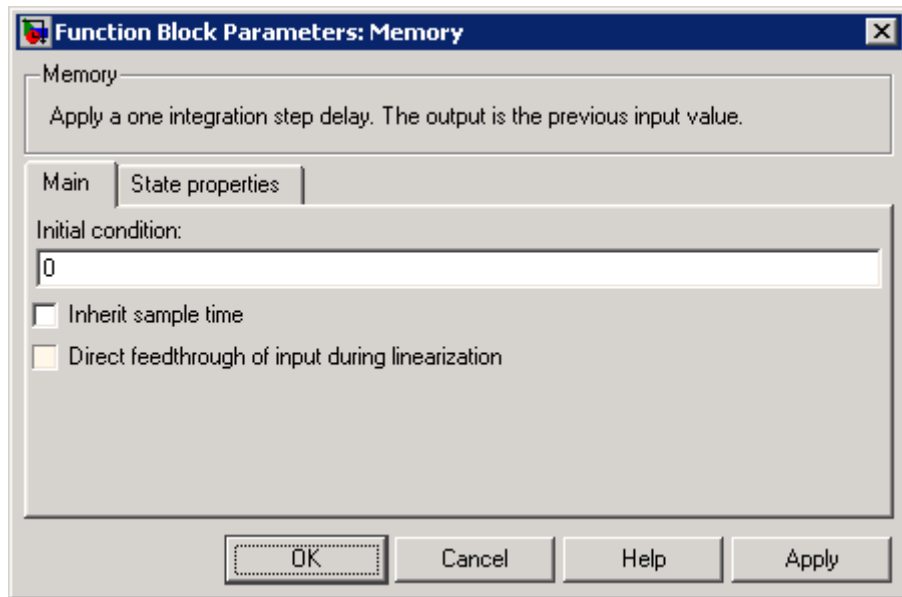 Function Block Parameters: Memory
Memory
Apply a one integration step delay. The output is the previous input value.
Main State properties
Initial condition:
0
Inherit sample time
Direct feedthrough of input during linearization
OK Cancel Help Apply